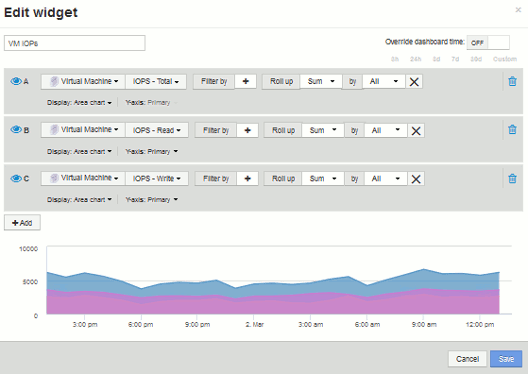 Edit widget ×
VM IOPs Override dashboard time: OFF
3h 24h 3d 7d 30d Custom
A Virtual Machine IOPS - Total Filter by + Roll up Sum by All X
Display: Area chart Y-axis: Primary
B Virtual Machine IOPS - Read Filter by + Roll up Sum by All X
Display: Area chart Y-axis: Primary
C Virtual Machine IOPS - Write Filter by + Roll up Sum by All X
Display: Area chart Y-axis: Primary
+ Add
10000
5000
0
3:00 pm 6:00 pm 9:00 pm 2. Mar 3:00 am 6:00 am 9:00 am 12:00 pm
Cancel Save